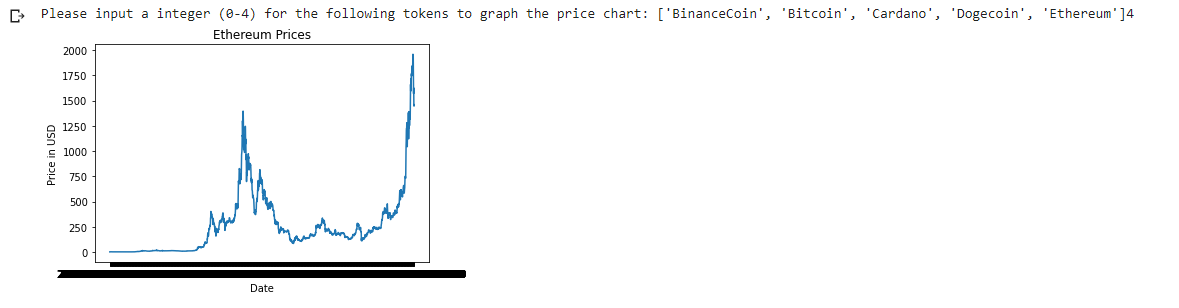 Please input a integer (0-4) for the following tokens to graph the price chart: ['BinanceCoin', 'Bitcoin', 'Cardano', 'Dogecoin', 'Ethereum']4
Ethereum Prices
2000
1750
1500
1250
1000
750
500
250
0
Price in USD
Date